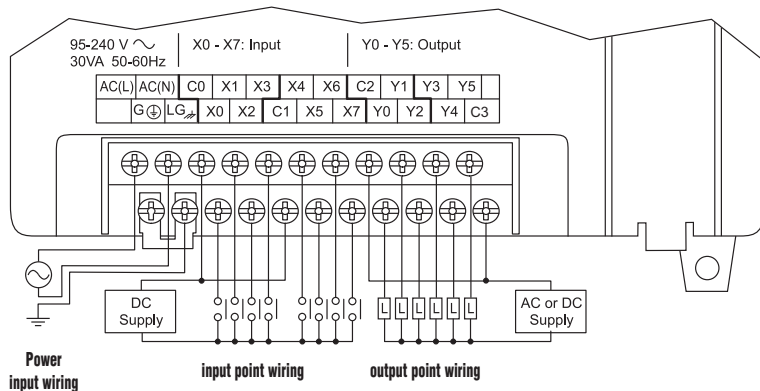 95-240 V ∿ X0 - X7: Input Y0 - Y5: Output
30VA 50-60Hz
AC(L) AC(N) C0 X1 X3 X4 X6 C2 Y1 Y3 Y5
G LG X0 X2 C1 X5 X7 Y0 Y2 Y4 C3
DC
Supply
L L L L L L
AC or DC
Supply
Power
input wiring
input point wiring
output point wiring